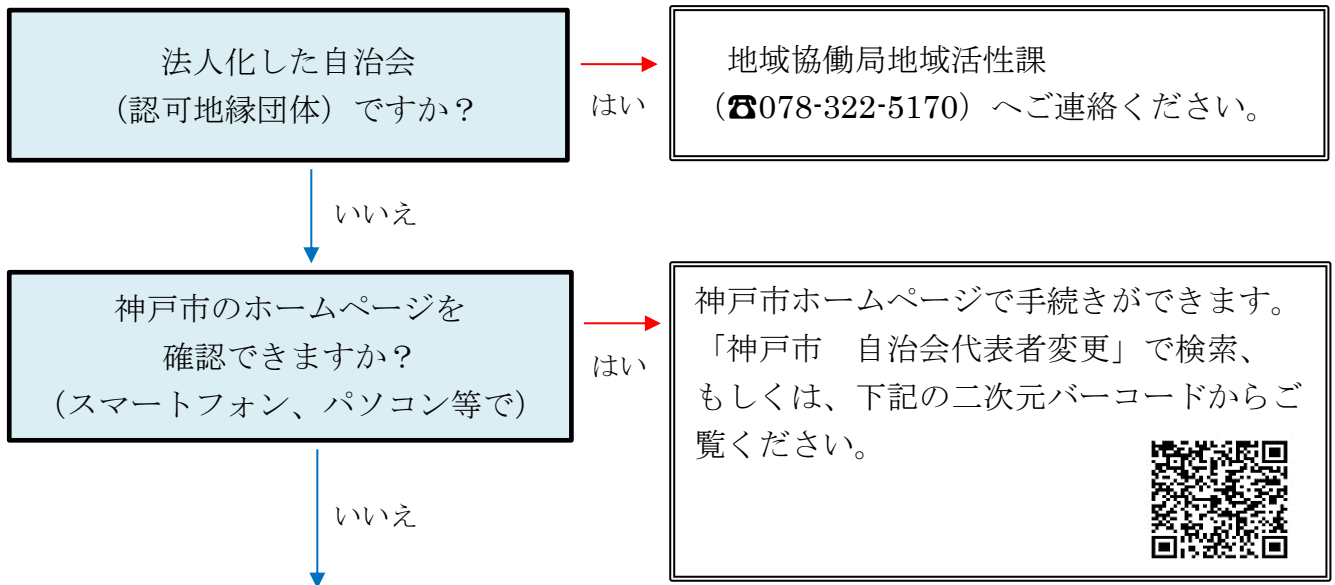 法人化した自治会
（認可地縁団体）ですか？
はい
地域協働局地域活性課
（☎078-322-5170）へご連絡ください。
いいえ
神戸市のホームページを
確認できますか？
（スマートフォン、パソコン等で）
はい
神戸市ホームページで手続きができます。
「神戸市　自治会代表者変更」で検索、
もしくは、下記の二次元バーコードからご
覧ください。
いいえ